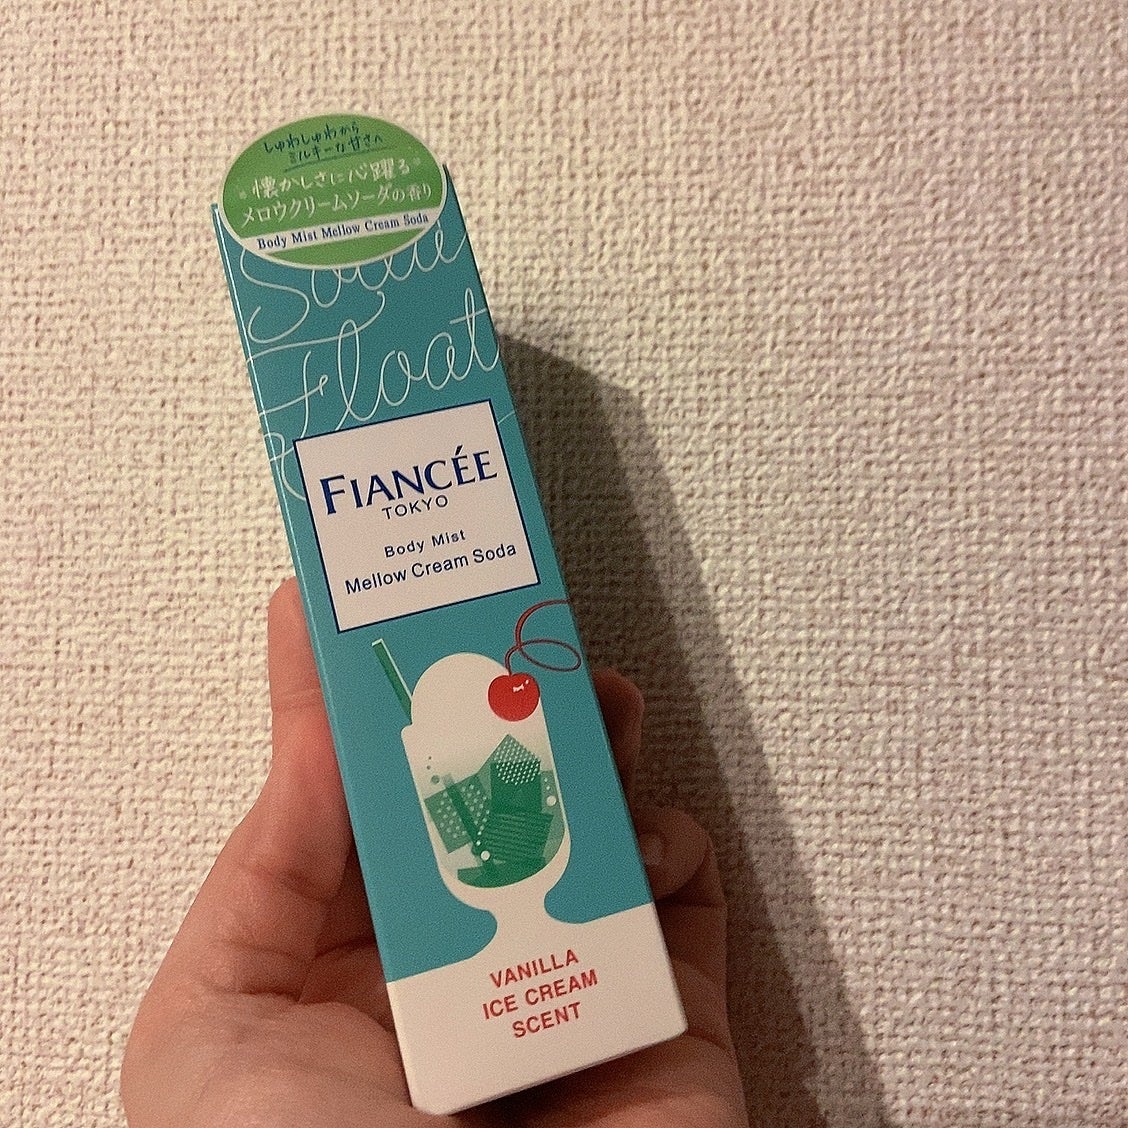 しゅわしゅわから
ミルキーな甘さへ
懐かしさに心躍る
メロウクリームソーダの香り
Body Mist Mellow Cream Soda
Soda
Float
FIANCÉE
TOKYO
Body Mist
Mellow Cream Soda
VANILLA
ICE CREAM
SCENT